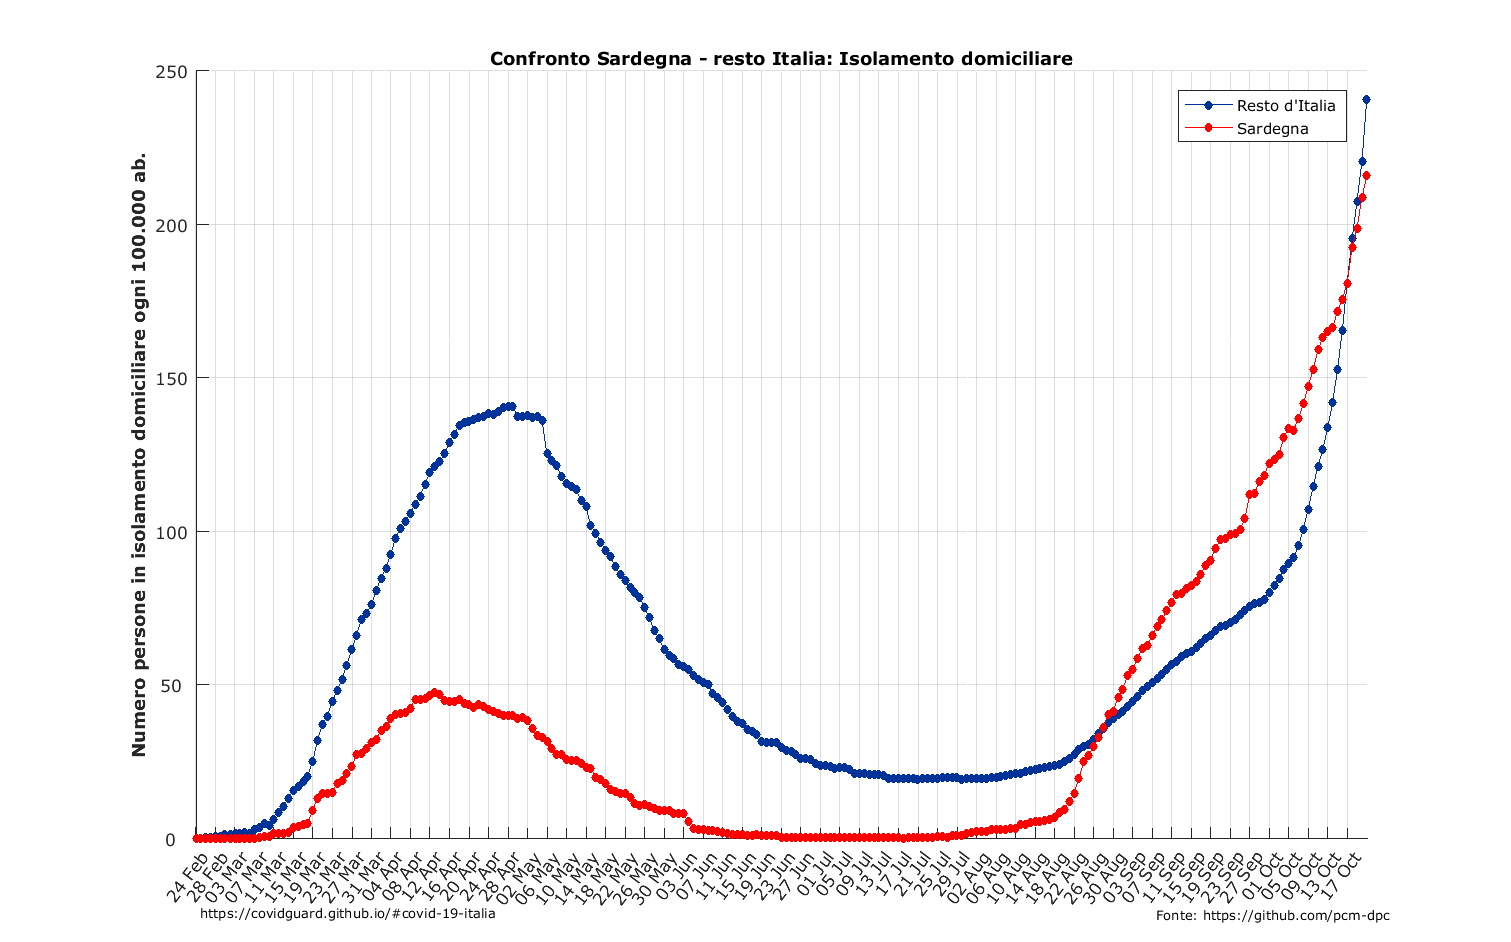 Confronto Sardegna - resto Italia: Isolamento domiciliare
Numero persone in isolamento domiciliare ogni 100.000 ab.
250
200
150
100
50
0
Resto d'Italia
Sardegna
24 Feb
28 Feb
03 Mar
07 Mar
11 Mar
15 Mar
19 Mar
23 Mar
27 Mar
31 Mar
04 Apr
08 Apr
12 Apr
16 Apr
20 Apr
24 Apr
28 Apr
02 May
06 May
10 May
14 May
18 May
22 May
26 May
30 May
03 Jun
07 Jun
11 Jun
15 Jun
19 Jun
23 Jun
27 Jun
01 Jul
05 Jul
09 Jul
13 Jul
17 Jul
21 Jul
25 Jul
29 Jul
02 Aug
06 Aug
10 Aug
14 Aug
18 Aug
22 Aug
26 Aug
30 Aug
03 Sep
07 Sep
11 Sep
15 Sep
19 Sep
23 Sep
27 Sep
01 Oct
05 Oct
09 Oct
13 Oct
17 Oct
https://covidguard.github.io/#covid-19-italia
Fonte: https://github.com/pcm-dpc